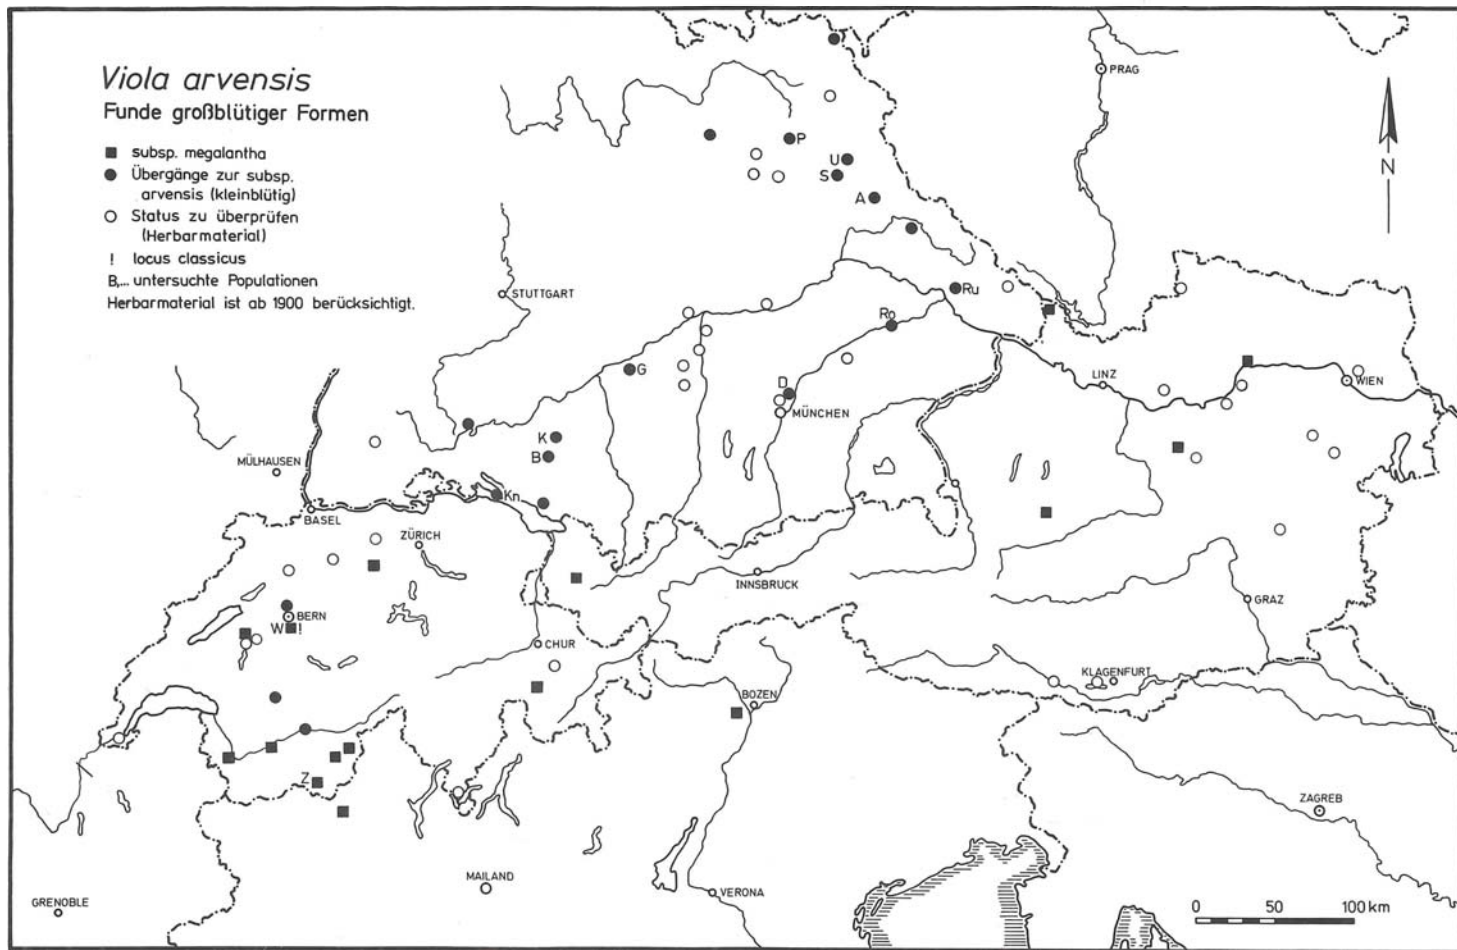 Viola arvensis
Funde großblütiger Formen
subsp. megalantha
Übergänge zur subsp.
arvensis (kleinblütig)
Status zu überprüfen
(Herbarmaterial)
! locus classicus
B,... untersuchte Populationen
Herbarmaterial ist ab 1900 berücksichtigt.
PRAG
N
P
U
S
A
STUTTGART
Ru
Ro
G
D
MÜNCHEN
LINZ
WIEN
K
B
MÜLHAUSEN
Kn
BASEL
ZÜRICH
INNSBRUCK
GRAZ
BERN
W !
CHUR
KLAGENFURT
BOZEN
Z
ZAGREB
MAILAND
VERONA
GRENOBLE
0 50 100 km